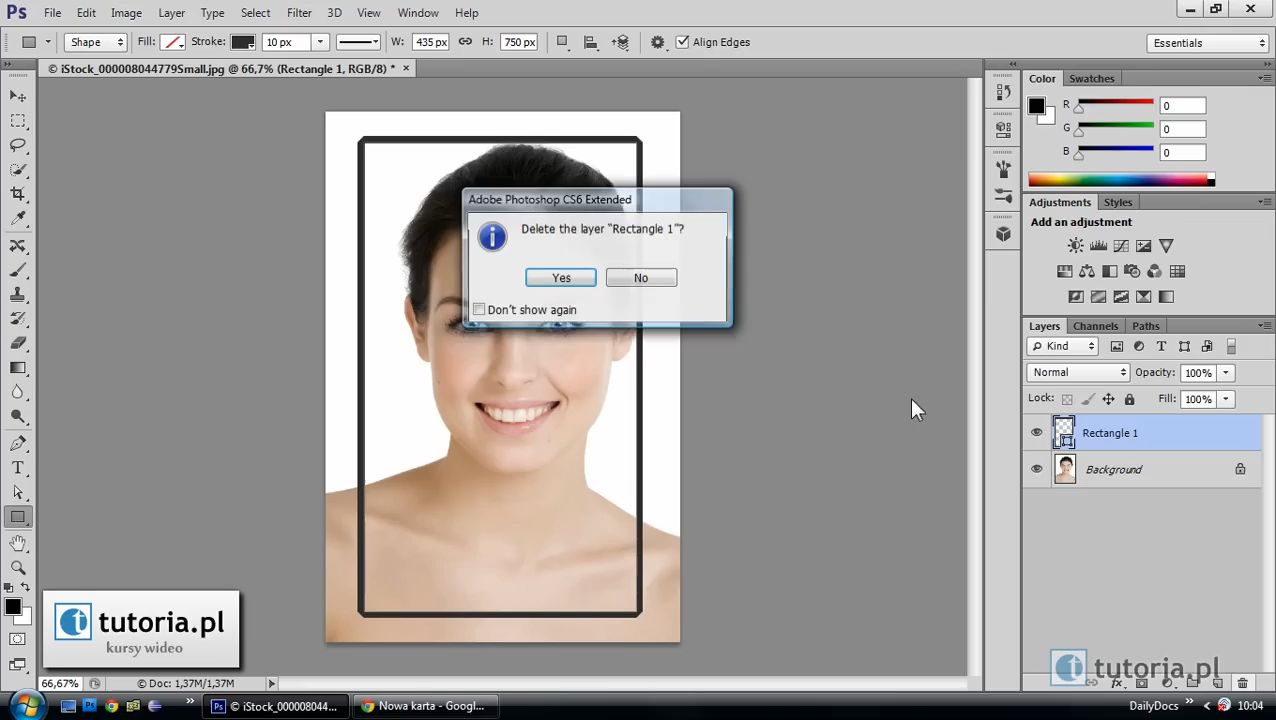 Ps File Edit Image Layer Type Select Filter 3D View Window Help
Shape Fill: Stroke: 10 px W: 435 px H: 750 px Align Edges Essentials
© iStock_000008044779Small.jpg @ 66,7% (Rectangle 1, RGB/8) * ×
Color Swatches
R 0
G 0
B 0
Adjustments Styles
Add an adjustment
Adobe Photoshop CS6 Extended
Delete the layer “Rectangle 1”?
Yes No
Don't show again
Layers Channels Paths
Kind
Normal Opacity: 100%
Lock: Fill: 100%
Rectangle 1
Background
tutoria.pl
kursy wideo
tutoria.pl
66,67% Doc: 1,37M/1,37M
Ps © iStock_000008044... Nowa karta - Googl... DailyDocs 10:04